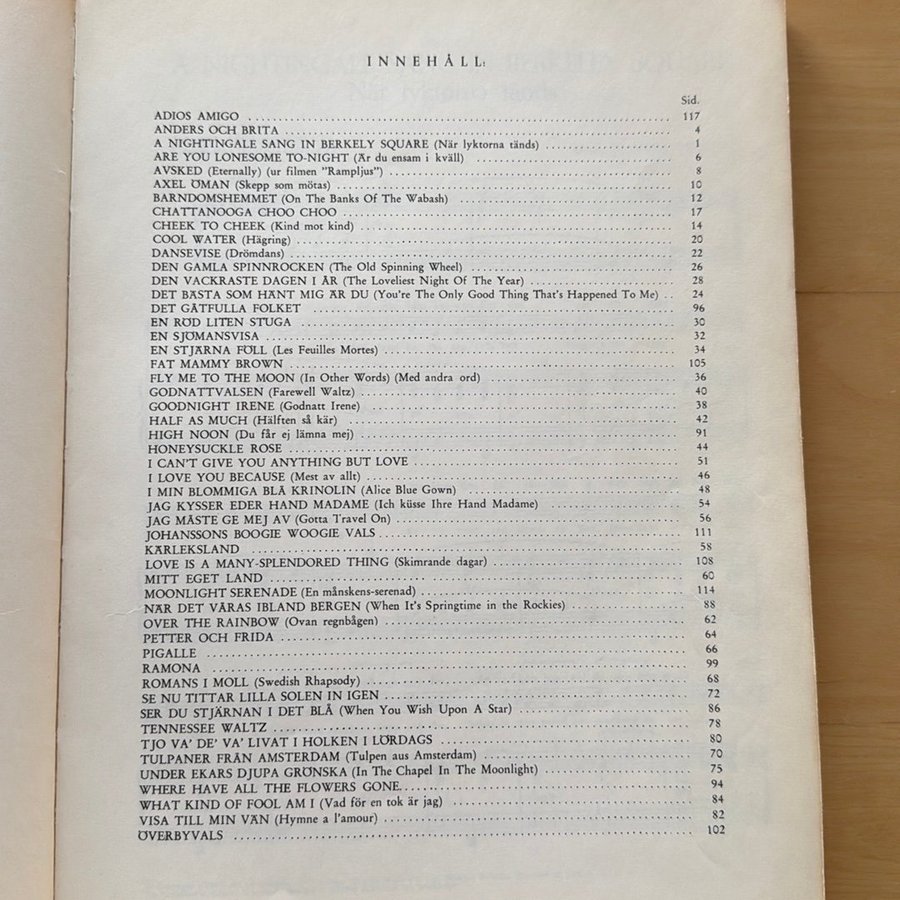 INNEHÅLL:
Sid.
ADIOS AMIGO 117
ANDERS OCH BRITA 4
A NIGHTINGALE SANG IN BERKELY SQUARE (När lyktorna tänds) 1
ARE YOU LONESOME TO-NIGHT (Är du ensam i kväll) 6
AVSKED (Eternally) (ur filmen "Rampljus") 8
AXEL ÖMAN (Skepp som mötas) 10
BARNDOMSHEMMET (On The Banks Of The Wabash) 12
CHATTANOOGA CHOO CHOO 17
CHEEK TO CHEEK (Kind mot kind) 14
COOL WATER (Hägring) 20
DANSEVISE (Drömdans) 22
DEN GAMLA SPINNROCKEN (The Old Spinning Wheel) 26
DEN VACKRASTE DAGEN I ÅR (The Loveliest Night Of The Year) 28
DET BÄSTA SOM HÄNT MIG ÄR DU (You're The Only Good Thing That's Happened To Me) 24
DET GÅTFULLA FOLKET 96
EN RÖD LITEN STUGA 30
EN SJÖMANSVISA 32
EN STJÄRNA FÖLL (Les Feuilles Mortes) 34
FAT MAMMY BROWN 105
FLY ME TO THE MOON (In Other Words) (Med andra ord) 36
GODNATTVALSEN (Farewell Waltz) 40
GOODNIGHT IRENE (Godnatt Irene) 38
HALF AS MUCH (Hälften så kär) 42
HIGH NOON (Du får ej lämna mej) 91
HONEYSUCKLE ROSE 44
I CAN'T GIVE YOU ANYTHING BUT LOVE 51
I LOVE YOU BECAUSE (Mest av allt) 46
I MIN BLOMMIGA BLÅ KRINOLIN (Alice Blue Gown) 48
JAG KYSSER EDER HAND MADAME (Ich küsse Ihre Hand Madame) 54
JAG MÅSTE GE MEJ AV (Gotta Travel On) 56
JOHANSSONS BOOGIE WOOGIE VALS 111
KÄRLEKSLAND 58
LOVE IS A MANY-SPLENDORED THING (Skimrande dagar) 108
MITT EGET LAND 60
MOONLIGHT SERENADE (En månskens-serenad) 114
NÄR DET VÅRAS IBLAND BERGEN (When It's Springtime in the Rockies) 88
OVER THE RAINBOW (Ovan regnbågen) 62
PETTER OCH FRIDA 64
PIGALLE 66
RAMONA 99
ROMANS I MOLL (Swedish Rhapsody) 68
SE NU TITTAR LILLA SOLEN IN IGEN 72
SER DU STJÄRNAN I DET BLÅ (When You Wish Upon A Star) 86
TENNESSEE WALTZ 78
TJO VA' DE' VA' LIVAT I HOLKEN I LÖRDAGS 80
TULPANER FRÅN AMSTERDAM (Tulpen aus Amsterdam) 70
UNDER EKARS DJUPA GRÖNSKA (In The Chapel In The Moonlight) 75
WHERE HAVE ALL THE FLOWERS GONE 94
WHAT KIND OF FOOL AM I (Vad för en tok är jag) 84
VISA TILL MIN VÄN (Hymne a l'amour) 82
ÖVERBYVALS 102